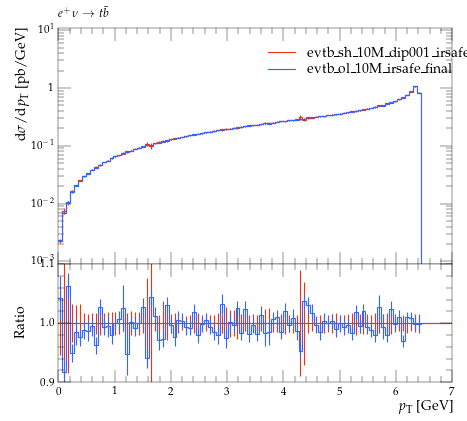 e⁺ν → tb̄
dσ/dp_T [pb/GeV]
10¹
1
10⁻¹
10⁻²
10⁻³
evtb_sh_10M_dip001_irsafe
evtb_ol_10M_irsafe_final
Ratio
1.1
1.0
0.9
0 1 2 3 4 5 6 7
p_T [GeV]